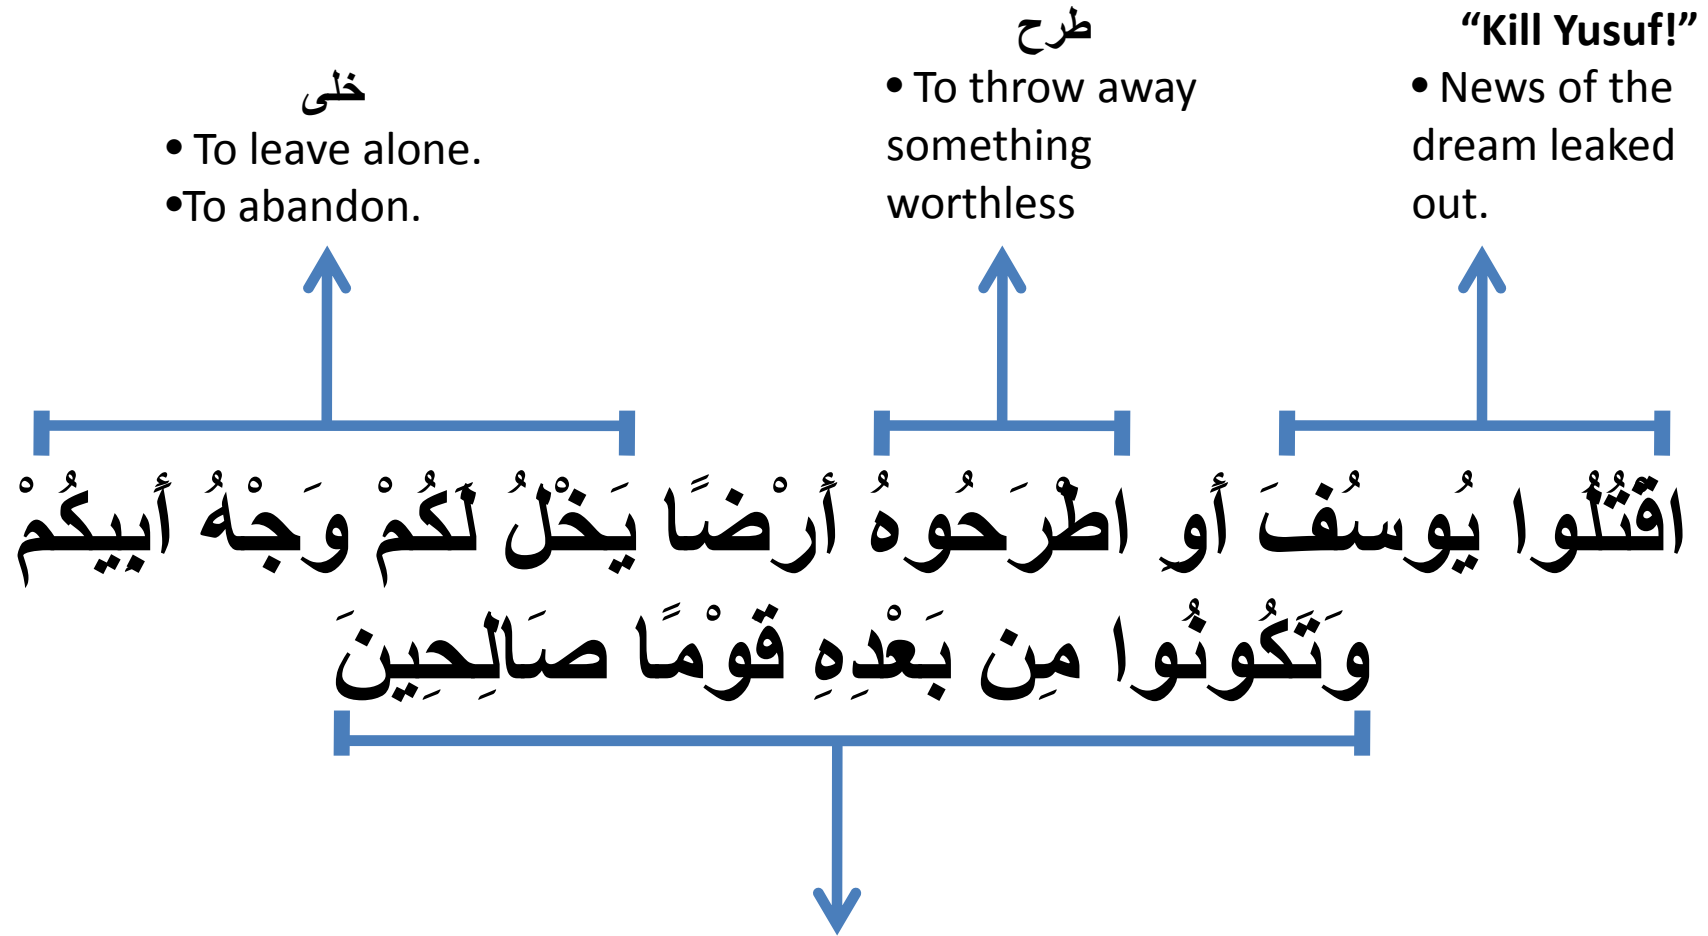 خلى
• To leave alone.
•To abandon.
طرح
• To throw away
something
worthless
“Kill Yusuf!”
• News of the
dream leaked
out.
اقْتُلُوا يُوسُفَ أَوِ اطْرَحُوهُ أَرْضًا يَخْلُ لَكُمْ وَجْهُ أَبِيكُمْ
وَتَكُونُوا مِن بَعْدِهِ قَوْمًا صَالِحِينَ